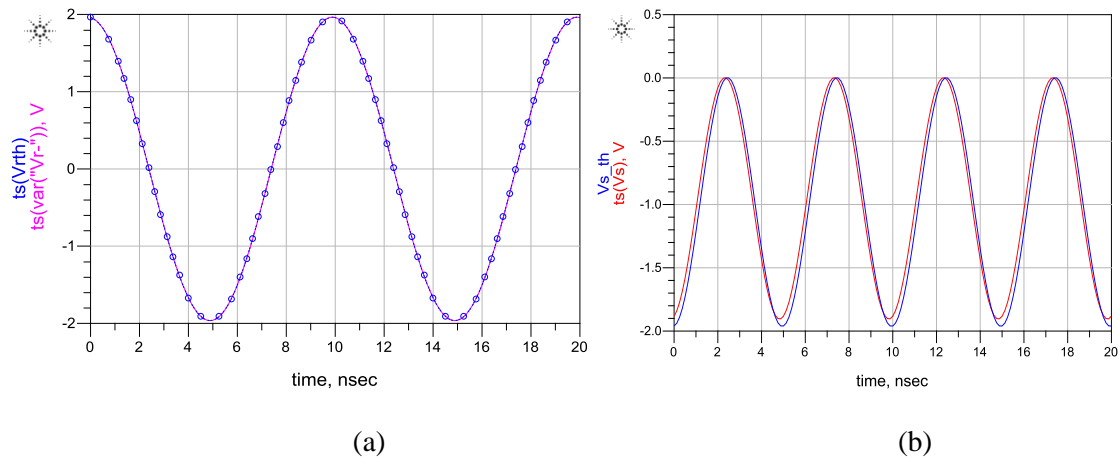 ts(Vrth)
ts(var("Vr-")), V
2
1
0
-1
-2
0 2 4 6 8 10 12 14 16 18 20
time, nsec
(a)
Vs_th
ts(Vs), V
0.5
0.0
-0.5
-1.0
-1.5
-2.0
0 2 4 6 8 10 12 14 16 18 20
time, nsec
(b)